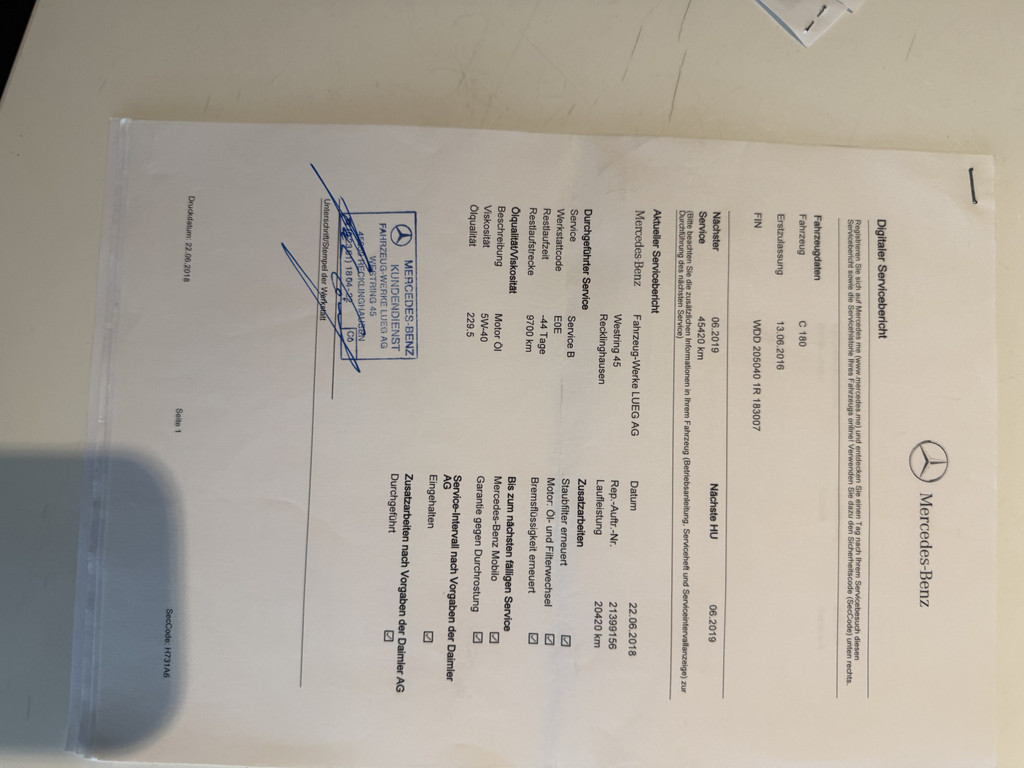 Mercedes-Benz
Digitaler Servicebericht
Registrieren Sie sich auf Mercedes me (www.mercedes.me) und entdecken Sie einen Tag nach Ihrem Servicebesuch diesen
Servicebericht sowie die Servicehistorie Ihres Fahrzeugs online! Verwenden Sie dazu den Sicherheitscode (SecCode) unten rechts.
Fahrzeugdaten
Fahrzeug C 180
Erstzulassung 13.06.2016
FIN WDD 205040 1R 183007
Nächster Service 06.2019 Nächste HU 06.2019
45420 km
(Bitte beachten Sie die zusätzlichen Informationen in Ihrem Fahrzeug (Betriebsanleitung, Serviceheft und Serviceintervallanzeige) zur
Durchführung des nächsten Service)
Aktueller Servicebericht
Mercedes-Benz Fahrzeug-Werke LUEG AG Datum 22.06.2018
Westring 45 Rep.-Auftr.-Nr. 21399156
Recklinghausen Laufleistung 20420 km
Durchgeführter Service
Service Service B
Werkstattcode E0E
Restlaufzeit -44 Tage
Restlaufstrecke 9700 km
Ölqualität/Viskosität
Beschreibung Motor Öl
Viskosität 5W-40
Ölqualität 229.5
Zusatzarbeiten
Staubfilter erneuert ☑
Motor: Öl- und Filterwechsel ☑
Bremsflüssigkeit erneuert ☑
Bis zum nächsten fälligen Service
Mercedes-Benz Mobilo ☑
Garantie gegen Durchrostung ☑
Service-Intervall nach Vorgaben der Daimler
AG
Eingehalten ☑
Zusatzarbeiten nach Vorgaben der Daimler AG
Durchgeführt ☑
MERCEDES-BENZ
KUNDENDIENST
FAHRZEUG-WERKE LUEG AG
WESTRING 45
RECKLINGHAUSEN
Unterschrift/Stempel der Werkstatt
Druckdatum: 22.06.2018 Seite 1 SecCode: H731A6